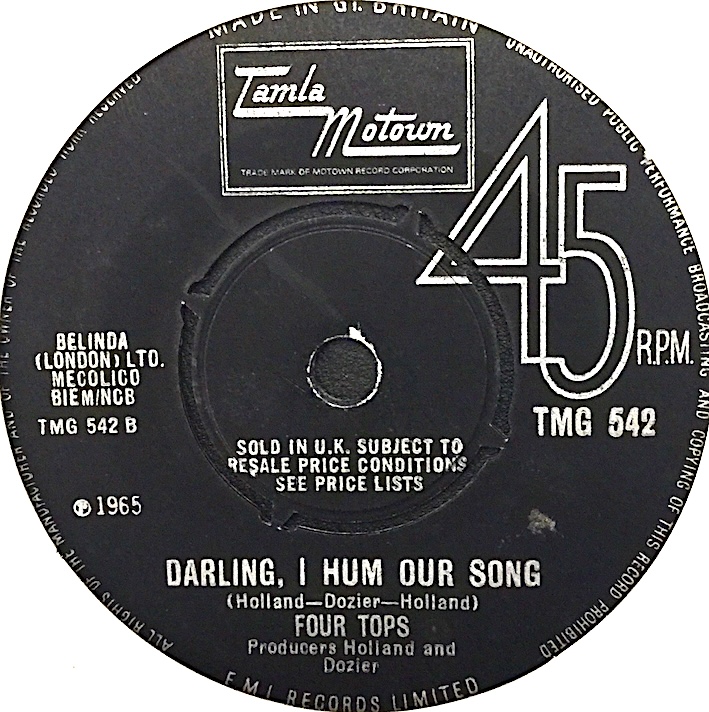 MADE IN GT. BRITAIN
Tamla
Motown
TRADE MARK OF MOTOWN RECORD CORPORATION
45
R.P.M.
TMG 542
BELINDA
(LONDON) LTD.
MECOLICO
BIEM/NCB
TMG 542 B
℗ 1965
SOLD IN U.K. SUBJECT TO
RESALE PRICE CONDITIONS
SEE PRICE LISTS
DARLING, I HUM OUR SONG
(Holland—Dozier—Holland)
FOUR TOPS
Producers Holland and
Dozier
E.M.I. RECORDS LIMITED
ALL RIGHTS OF THE MANUFACTURER AND OF THE OWNER OF THE RECORDED WORK RESERVED
UNAUTHORISED PUBLIC PERFORMANCE BROADCASTING AND COPYING OF THIS RECORD PROHIBITED